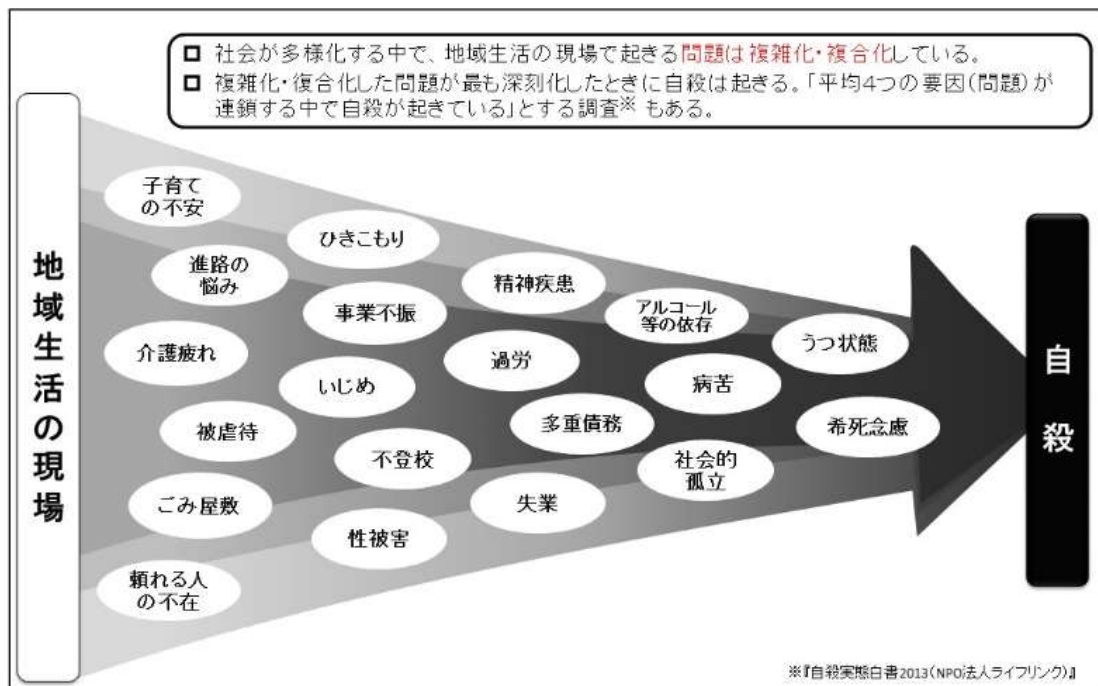 □ 社会が多様化する中で、地域生活の現場で起きる問題は複雑化・複合化している。
□ 複雑化・復合化した問題が最も深刻化したときに自殺は起きる。「平均4つの要因(問題)が
連鎖する中で自殺が起きている」とする調査※ もある。
地域生活の現場
子育て
の不安
進路の
悩み
介護疲れ
被虐待
ごみ屋敷
頼れる人
の不在
ひきこもり
事業不振
いじめ
不登校
性被害
精神疾患
過労
多重債務
失業
アルコール
等の依存
病苦
社会的
孤立
うつ状態
希死念慮
自殺
※『自殺実態白書2013(NPO法人ライフリンク)』